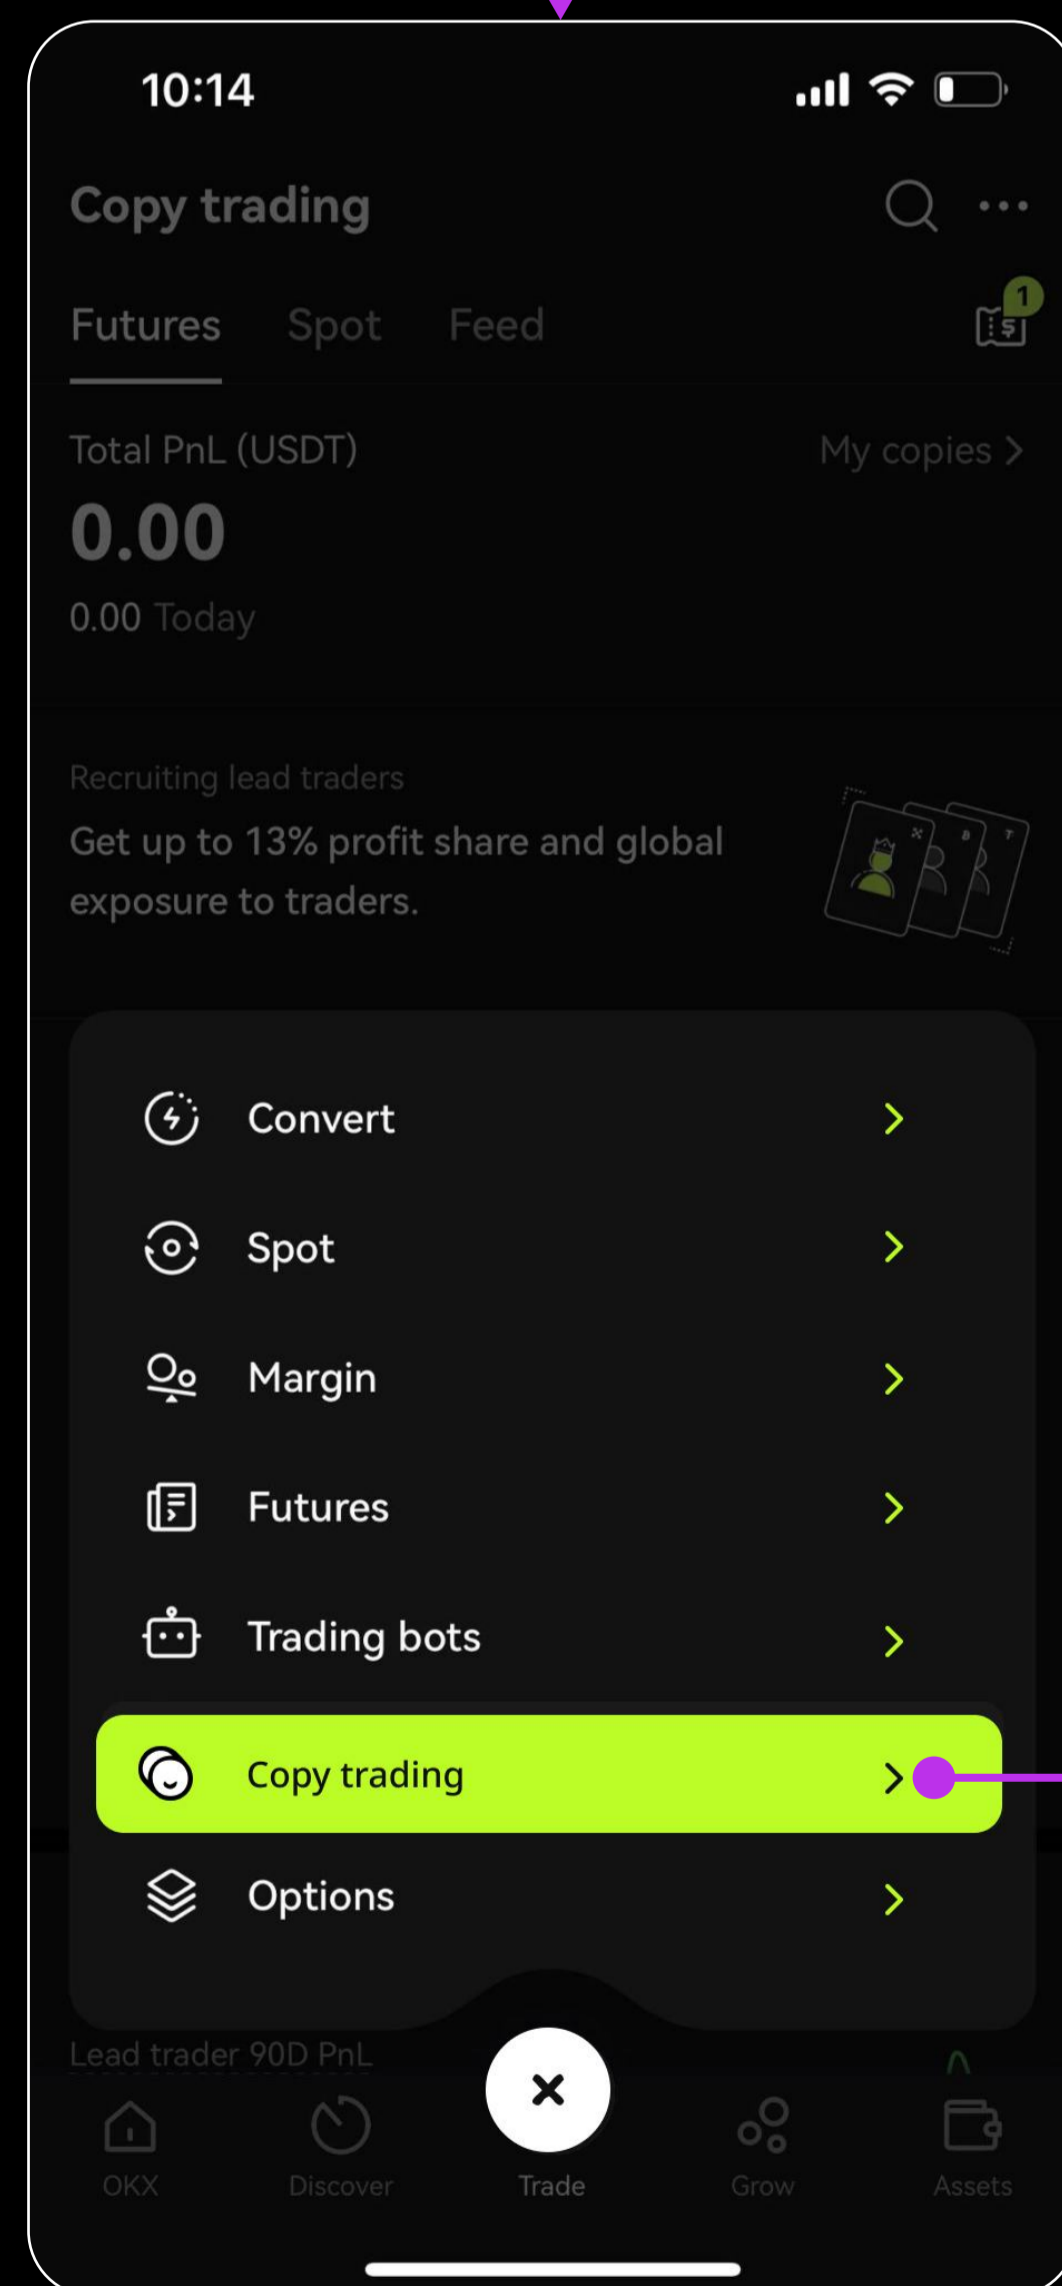 10:14
Copy trading
Futures Spot Feed
1
Total PnL (USDT) My copies >
0.00
0.00 Today
Recruiting lead traders
Get up to 13% profit share and global
exposure to traders.
B T
Convert
Spot
Margin
Futures
Trading bots
Copy trading
Options
Lead trader 90D PnL
OKX Discover Trade Grow Assets